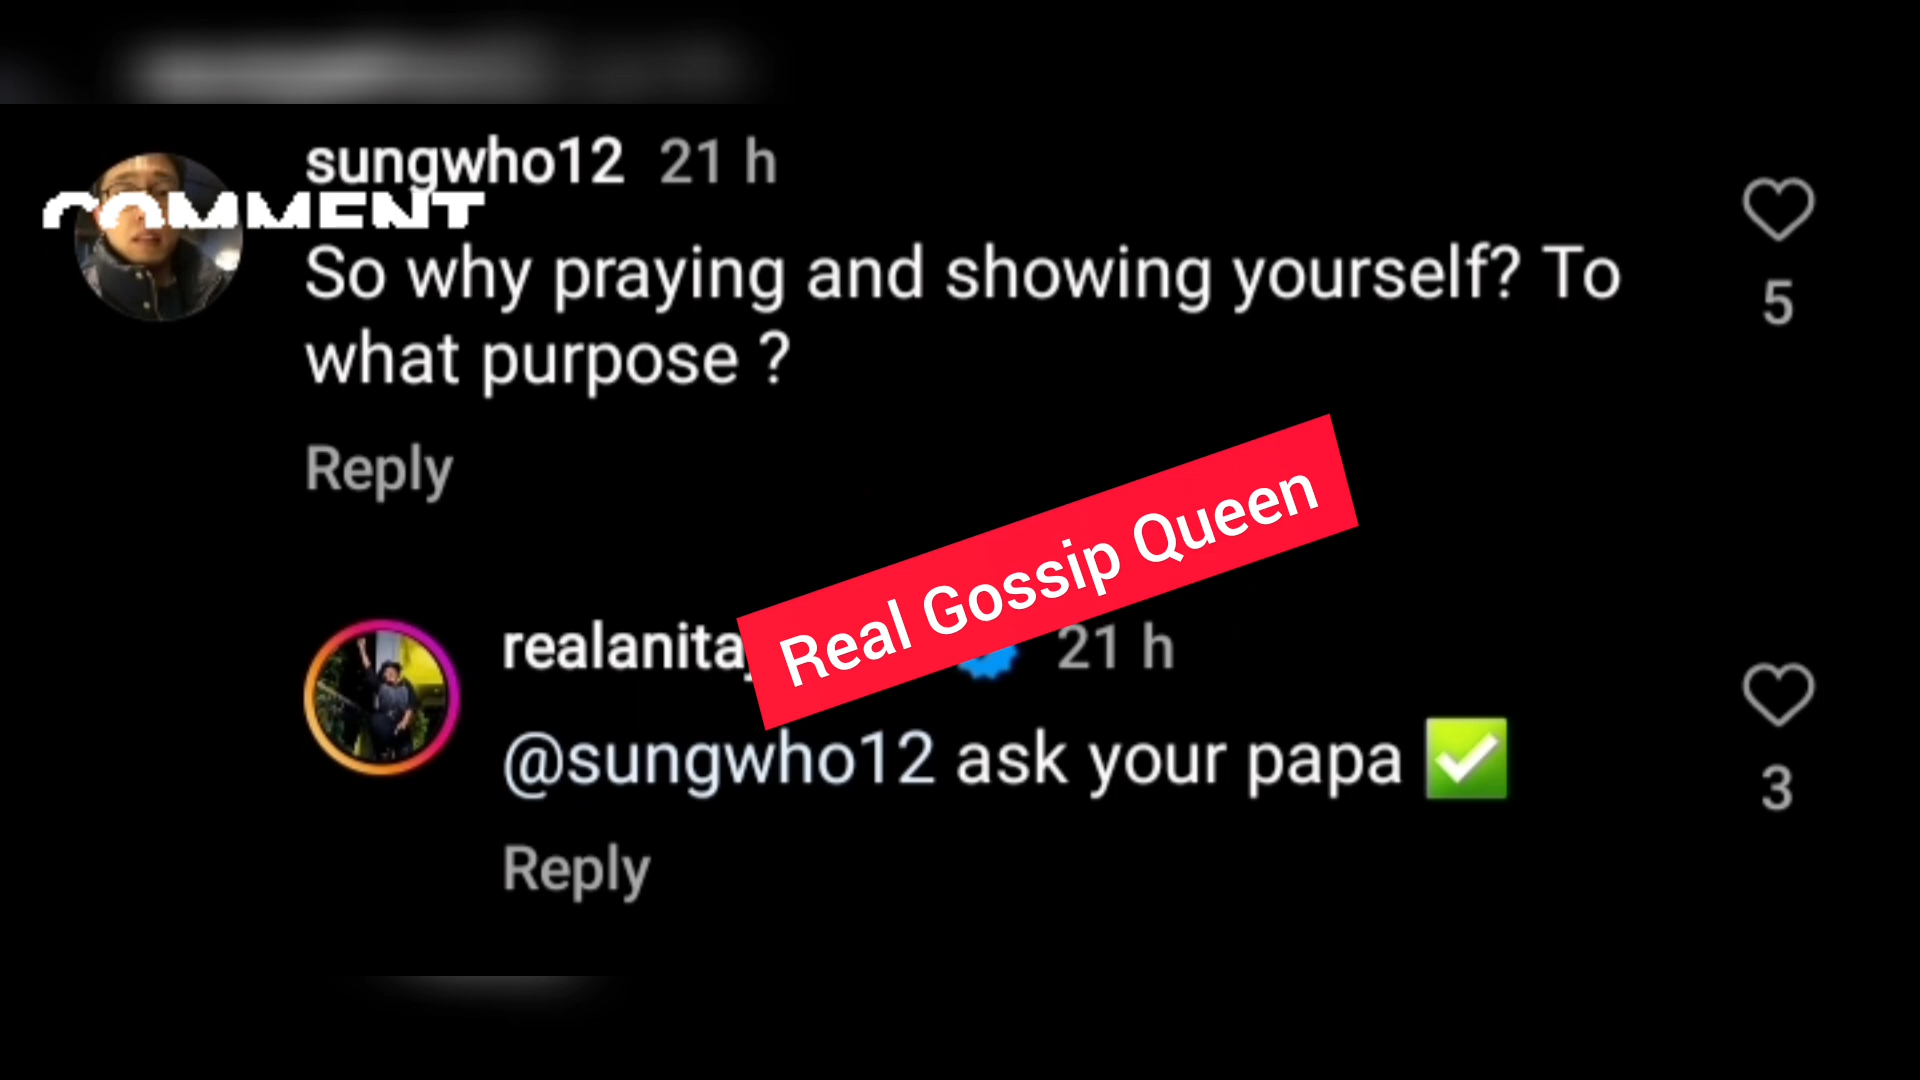 sungwho12 21 h
COMMENT
So why praying and showing yourself? To
what purpose ?
5
Reply
Real Gossip Queen
21 h
@sungwho12 ask your papa ✅
3
Reply